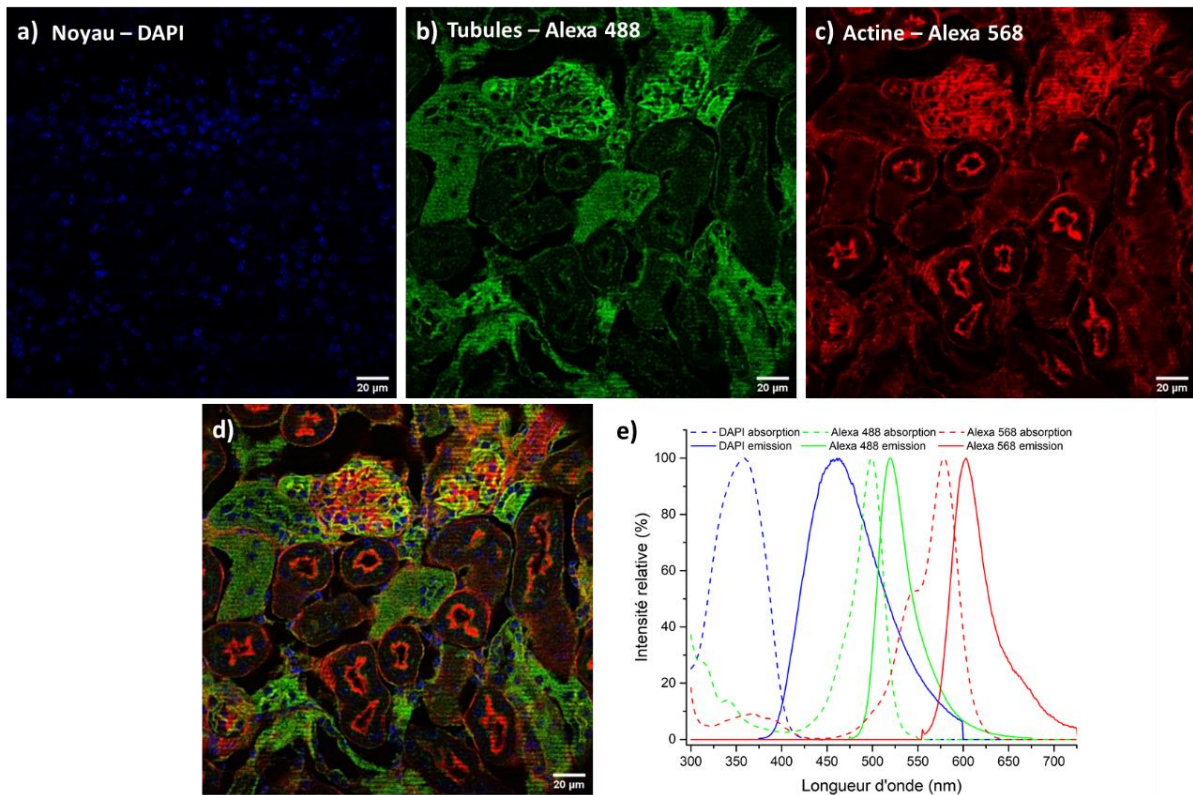 a) Noyau – DAPI
b) Tubules – Alexa 488
c) Actine – Alexa 568
20 µm
20 µm
20 µm
d)
20 µm
e)
DAPI absorption
Alexa 488 absorption
Alexa 568 absorption
DAPI emission
Alexa 488 emission
Alexa 568 emission
100
80
60
40
20
0
Intensité relative (%)
300 350 400 450 500 550 600 650 700
Longueur d'onde (nm)